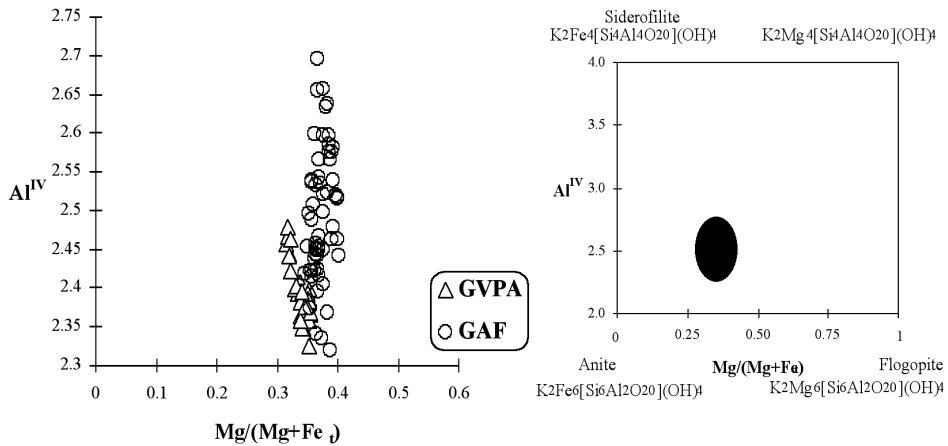 2.75
2.7
2.65
2.6
2.55
Al^IV
2.5
2.45
2.4
2.35
2.3
0
0.1
0.2
0.3
0.4
0.5
0.6
Mg/(Mg+Fe t)
GVPA
GAF
Siderofilite
K2Fe4[Si4Al4O20](OH)4
K2Mg4[Si4Al4O20](OH)4
4.0
3.5
Al^IV
3.0
2.5
2.0
0
0.25
0.50
0.75
1
Anite
Mg/(Mg+Fe)
Flogopite
K2Fe6[Si6Al2O20](OH)4
K2Mg6[Si6Al2O20](OH)4